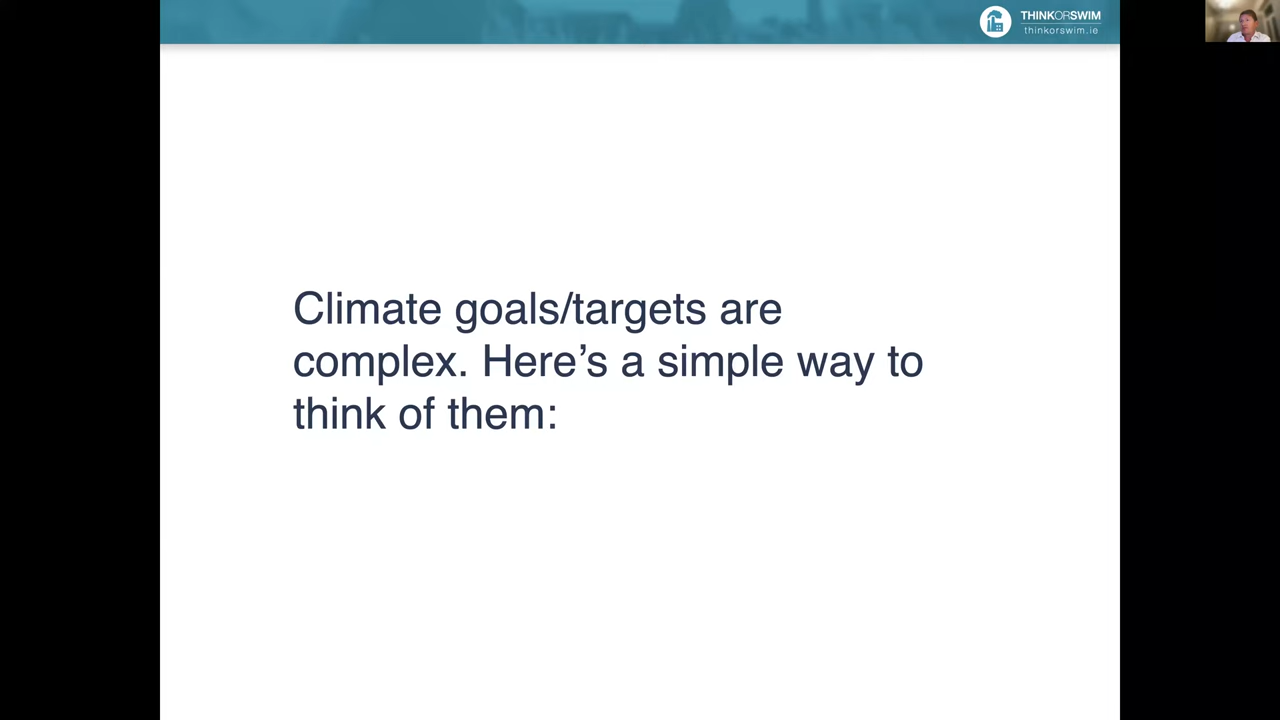 THINKORSWIM
thinkorswim.ie
Climate goals/targets are
complex. Here’s a simple way to
think of them: